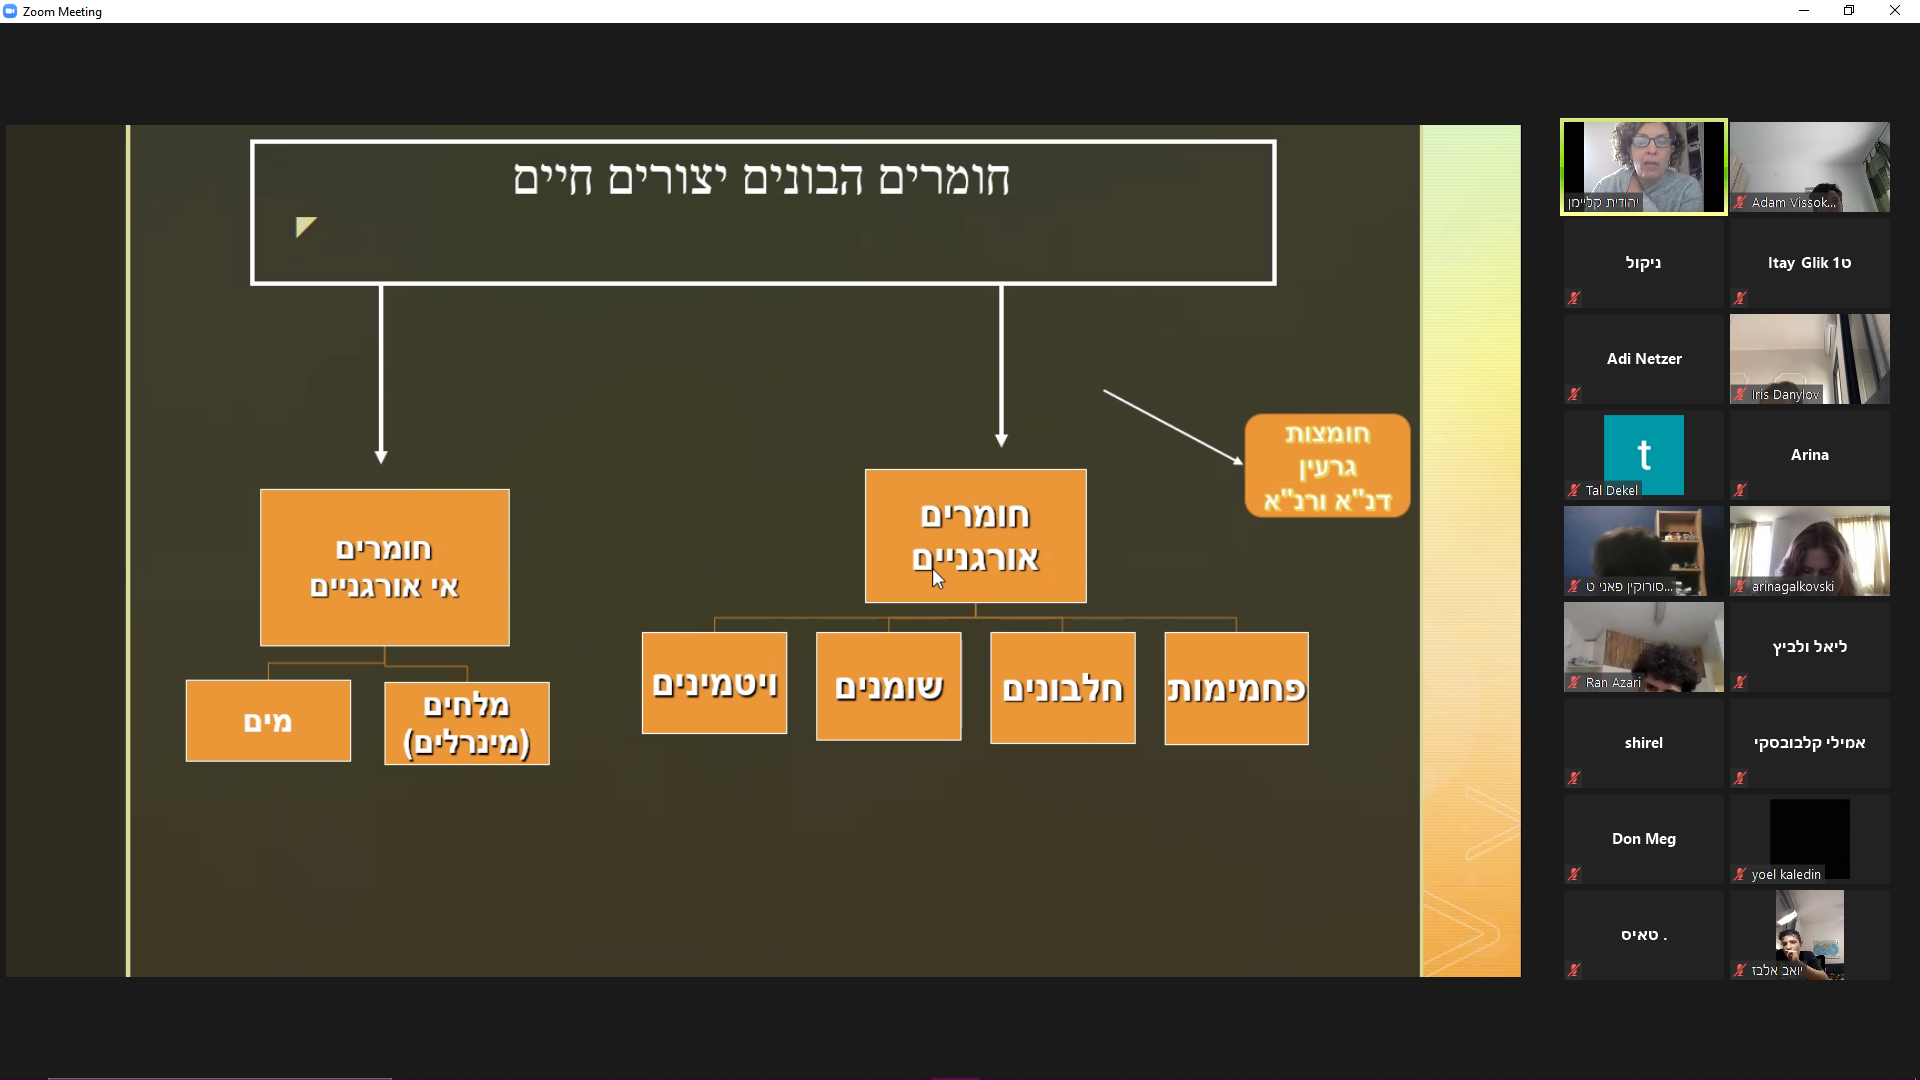 Zoom Meeting
חומרים הבונים יצורים חיים
חומצות
גרעין
דנ"א ורנ"א
חומרים
אורגניים
חומרים
אי אורגניים
פחמימות
חלבונים
שומנים
ויטמינים
מלחים
(מינרלים)
מים
יהודית קליימן
Adam Vissok...
ניקול
Itay Glik 1ט
Adi Netzer
Iris Danylov
t
Tal Dekel
Arina
סורוקין פאני ט...
arinagalkovski
Ran Azari
ליאל ולביץ
shirel
אמילי קלבובסקי
Don Meg
yoel kaledin
טאיס .
יואב אלבז